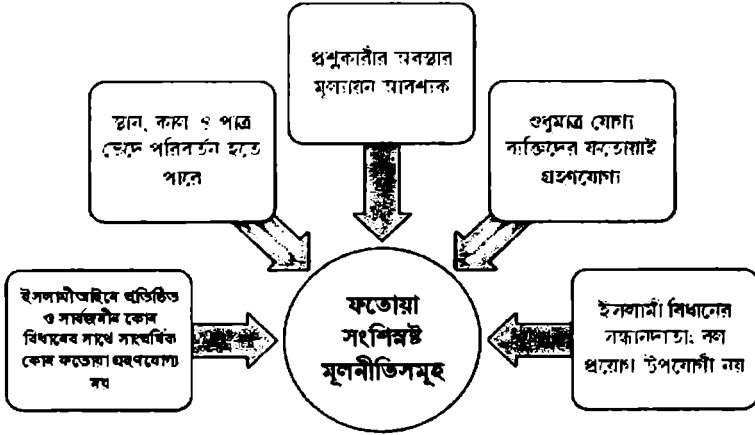 প্রশ্নকারীর অবস্থার
মূল্যায়ন আবশ্যক
স্থান, কাল ও পাত্র
ভেদে পরিবর্তন হতে
পারে
শুধুমাত্র যোগ্য
ব্যক্তিদের ফতোয়াই
গ্রহণযোগ্য
ইসলামীআইনে প্রতিষ্ঠিত
ও সার্বজনীন কোন
বিধানের সাথে সাংঘর্ষিক
কোন ফতোয়া গ্রহণযোগ্য
নয়
ফতোয়া
সংশ্লিষ্ট
মূলনীতিসমূহ
ইসলামী বিধানের
সন্ধানদাতা;
প্রয়োগ উপযোগী নয়